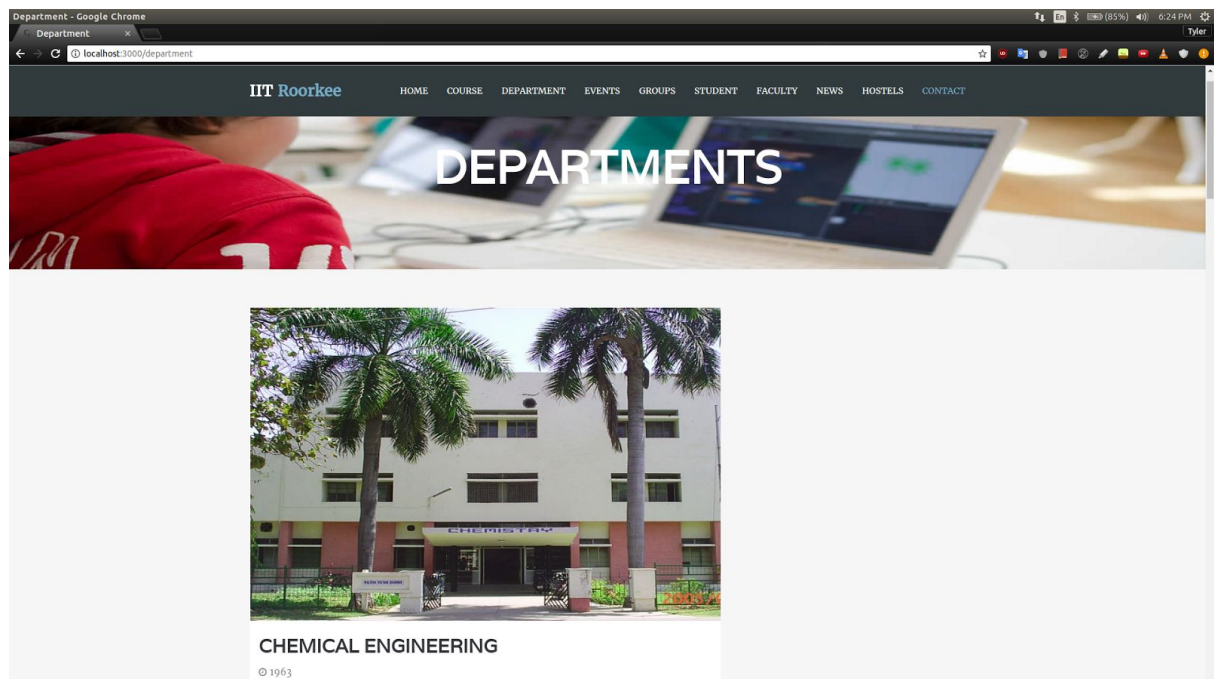 Department - Google Chrome
En (85%) 6:24 PM
Department × Tyler
localhost:3000/department
IIT Roorkee HOME COURSE DEPARTMENT EVENTS GROUPS STUDENT FACULTY NEWS HOSTELS CONTACT
DEPARTMENTS
CHEMISTRY
CHEMICAL ENGINEERING
1963